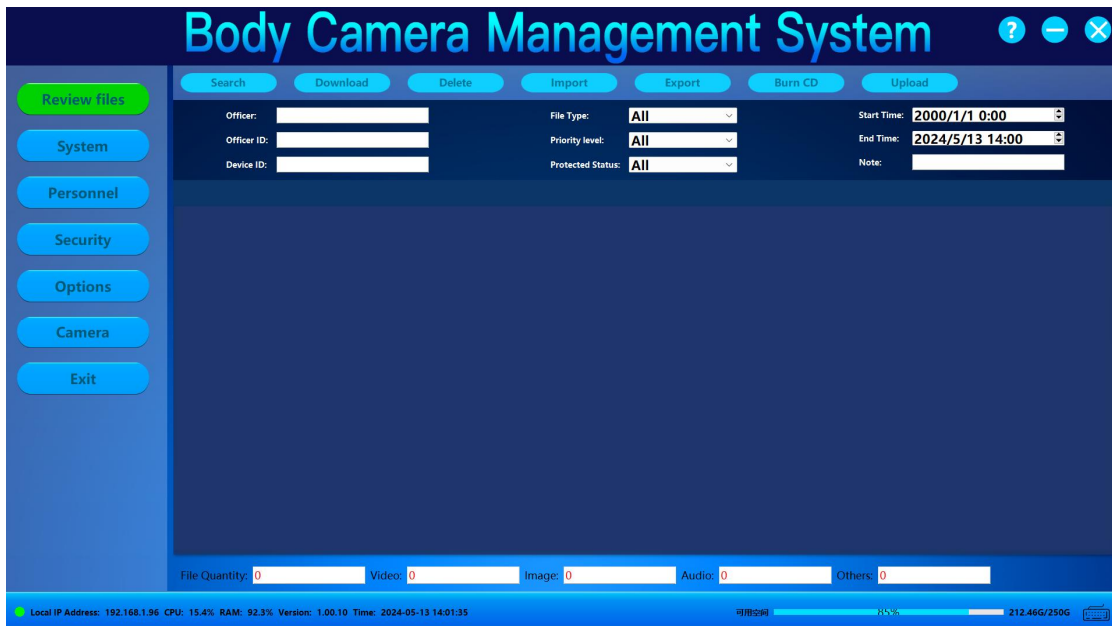 Body Camera Management System ?
Review files
System
Personnel
Security
Options
Camera
Exit
Search Download Delete Import Export Burn CD Upload
Officer: File Type: All Start Time: 2000/1/1 0:00
Officer ID: Priority level: All End Time: 2024/5/13 14:00
Device ID: Protected Status: All Note:
File Quantity: 0 Video: 0 Image: 0 Audio: 0 Others: 0
Local IP Address: 192.168.1.96 CPU: 15.4% RAM: 92.3% Version: 1.00.10 Time: 2024-05-13 14:01:35 可用空间 85% 212.46G/250G